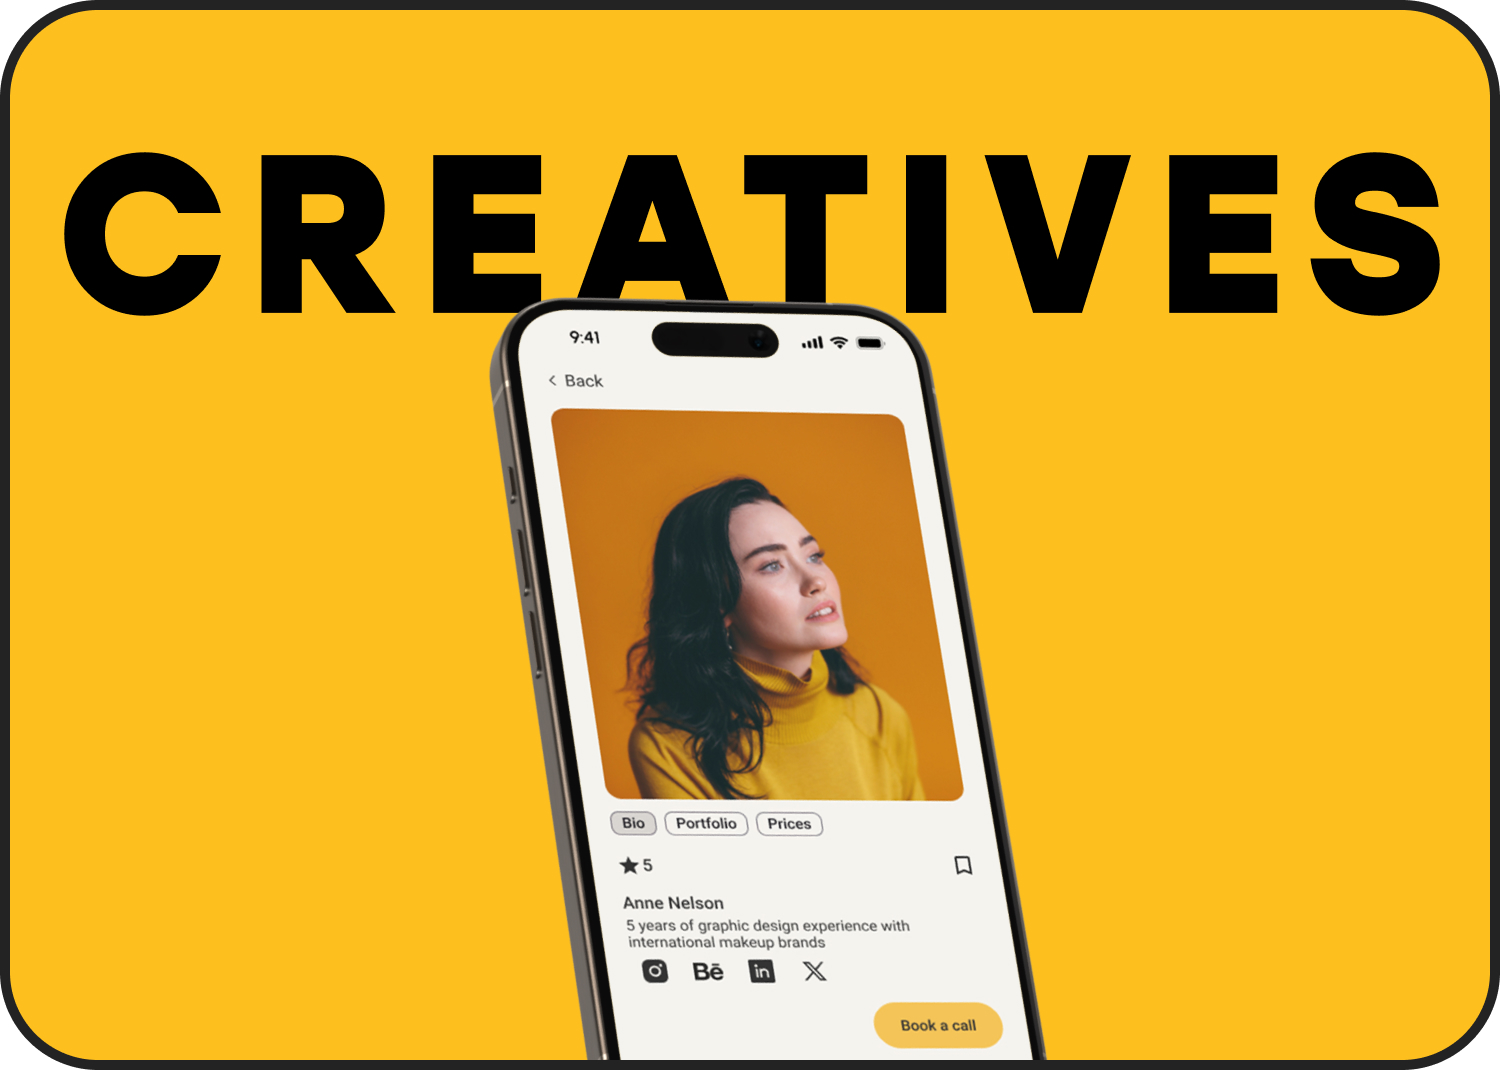 CREATIVES
9:41
Back
Bio Portfolio Prices
5
Anne Nelson
5 years of graphic design experience with
international makeup brands
Bē in X
Book a call